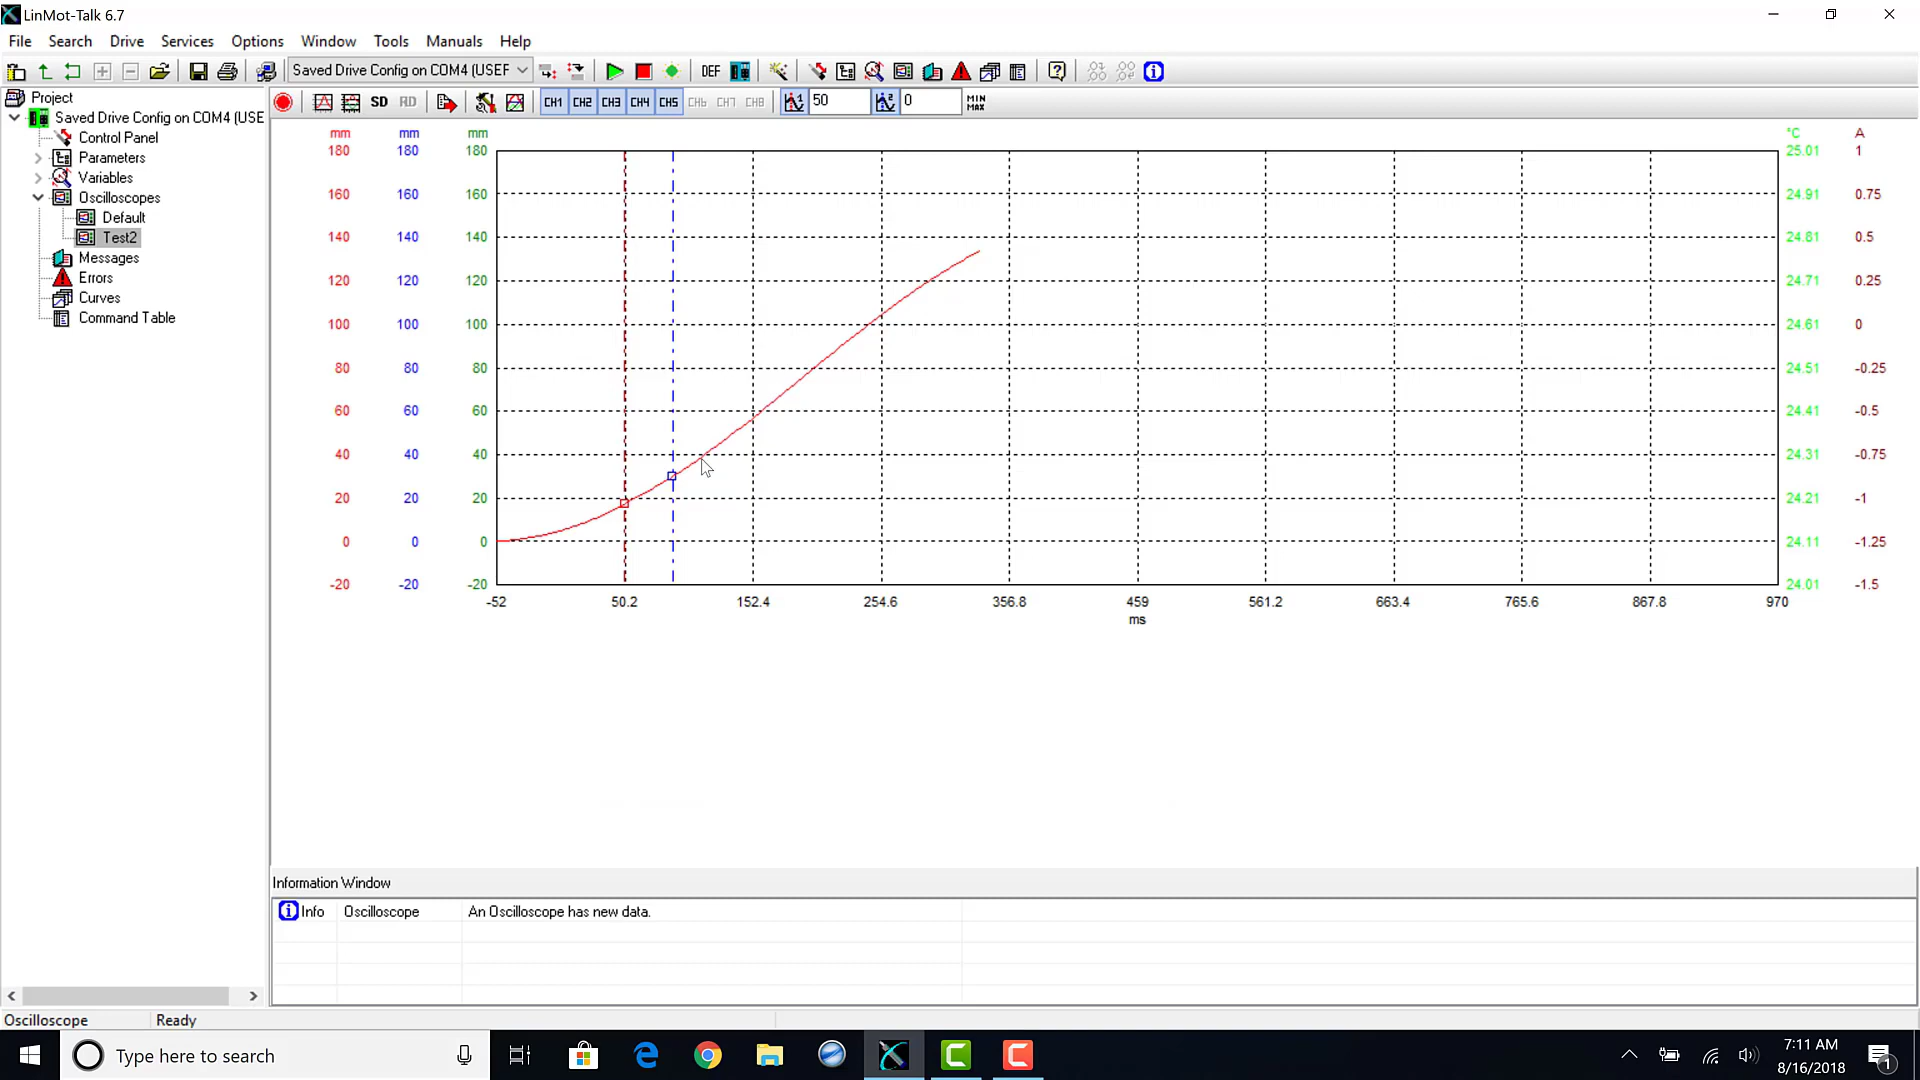 LinMot-Talk 6.7
File Search Drive Services Options Window Tools Manuals Help
Saved Drive Config on COM4 (USEF
DEF
SD RD CH1 CH2 CH3 CH4 CH5 CH6 CH7 CH8 50 0 MIN MAX
Project
Saved Drive Config on COM4 (USE
Control Panel
Parameters
Variables
Oscilloscopes
Default
Test2
Messages
Errors
Curves
Command Table
mm mm mm °C A
180 180 180 25.01 1
160 160 160 24.91 0.75
140 140 140 24.81 0.5
120 120 120 24.71 0.25
100 100 100 24.61 0
80 80 80 24.51 -0.25
60 60 60 24.41 -0.5
40 40 40 24.31 -0.75
20 20 20 24.21 -1
0 0 0 24.11 -1.25
-20 -20 -20 24.01 -1.5
-52 50.2 152.4 254.6 356.8 459 561.2 663.4 765.6 867.8 970
ms
Information Window
Info Oscilloscope An Oscilloscope has new data.
Oscilloscope Ready
Type here to search
7:11 AM
8/16/2018
1